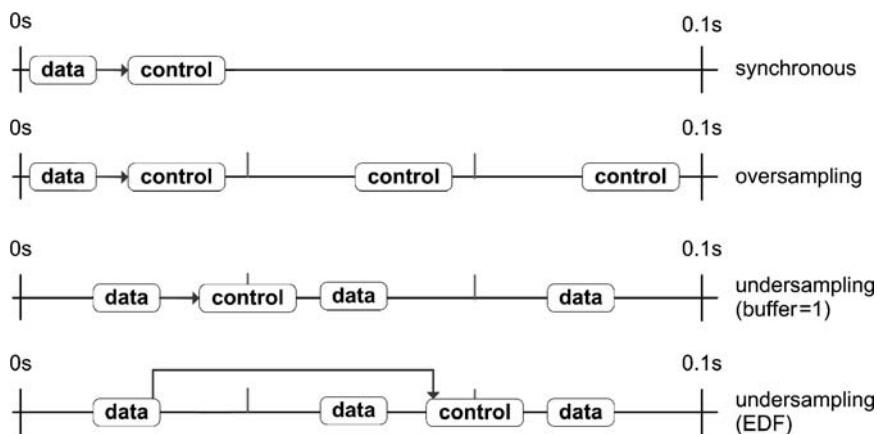 0s
0.1s
data control
synchronous
0s
0.1s
data control control control
oversampling
0s
0.1s
data control data data
undersampling
(buffer=1)
0s
0.1s
data data control data
undersampling
(EDF)